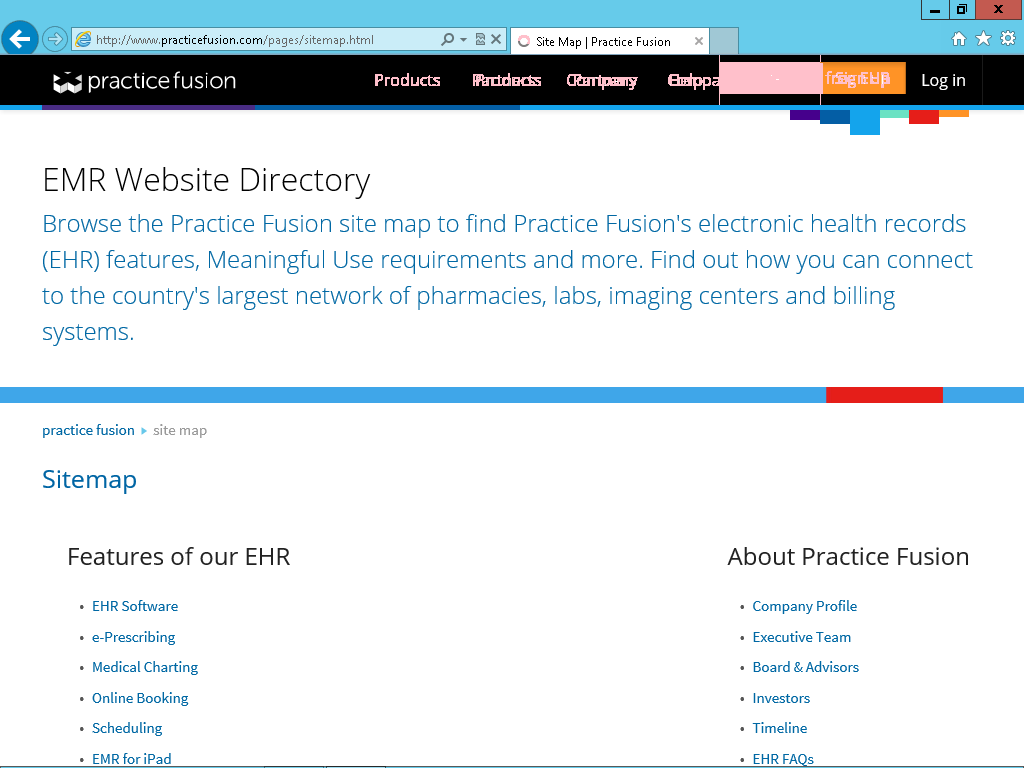 http://www.practicefusion.com/pages/sitemap.html
Site Map | Practice Fusion
practice fusion
Products
Log in
EMR Website Directory
Browse the Practice Fusion site map to find Practice Fusion's electronic health records
(EHR) features, Meaningful Use requirements and more. Find out how you can connect
to the country's largest network of pharmacies, labs, imaging centers and billing
systems.
practice fusion
site map
Sitemap
Features of our EHR
• EHR Software
• e-Prescribing
• Medical Charting
• Online Booking
• Scheduling
• EMR for iPad
About Practice Fusion
• Company Profile
• Executive Team
• Board & Advisors
• Investors
• Timeline
• EHR FAQs